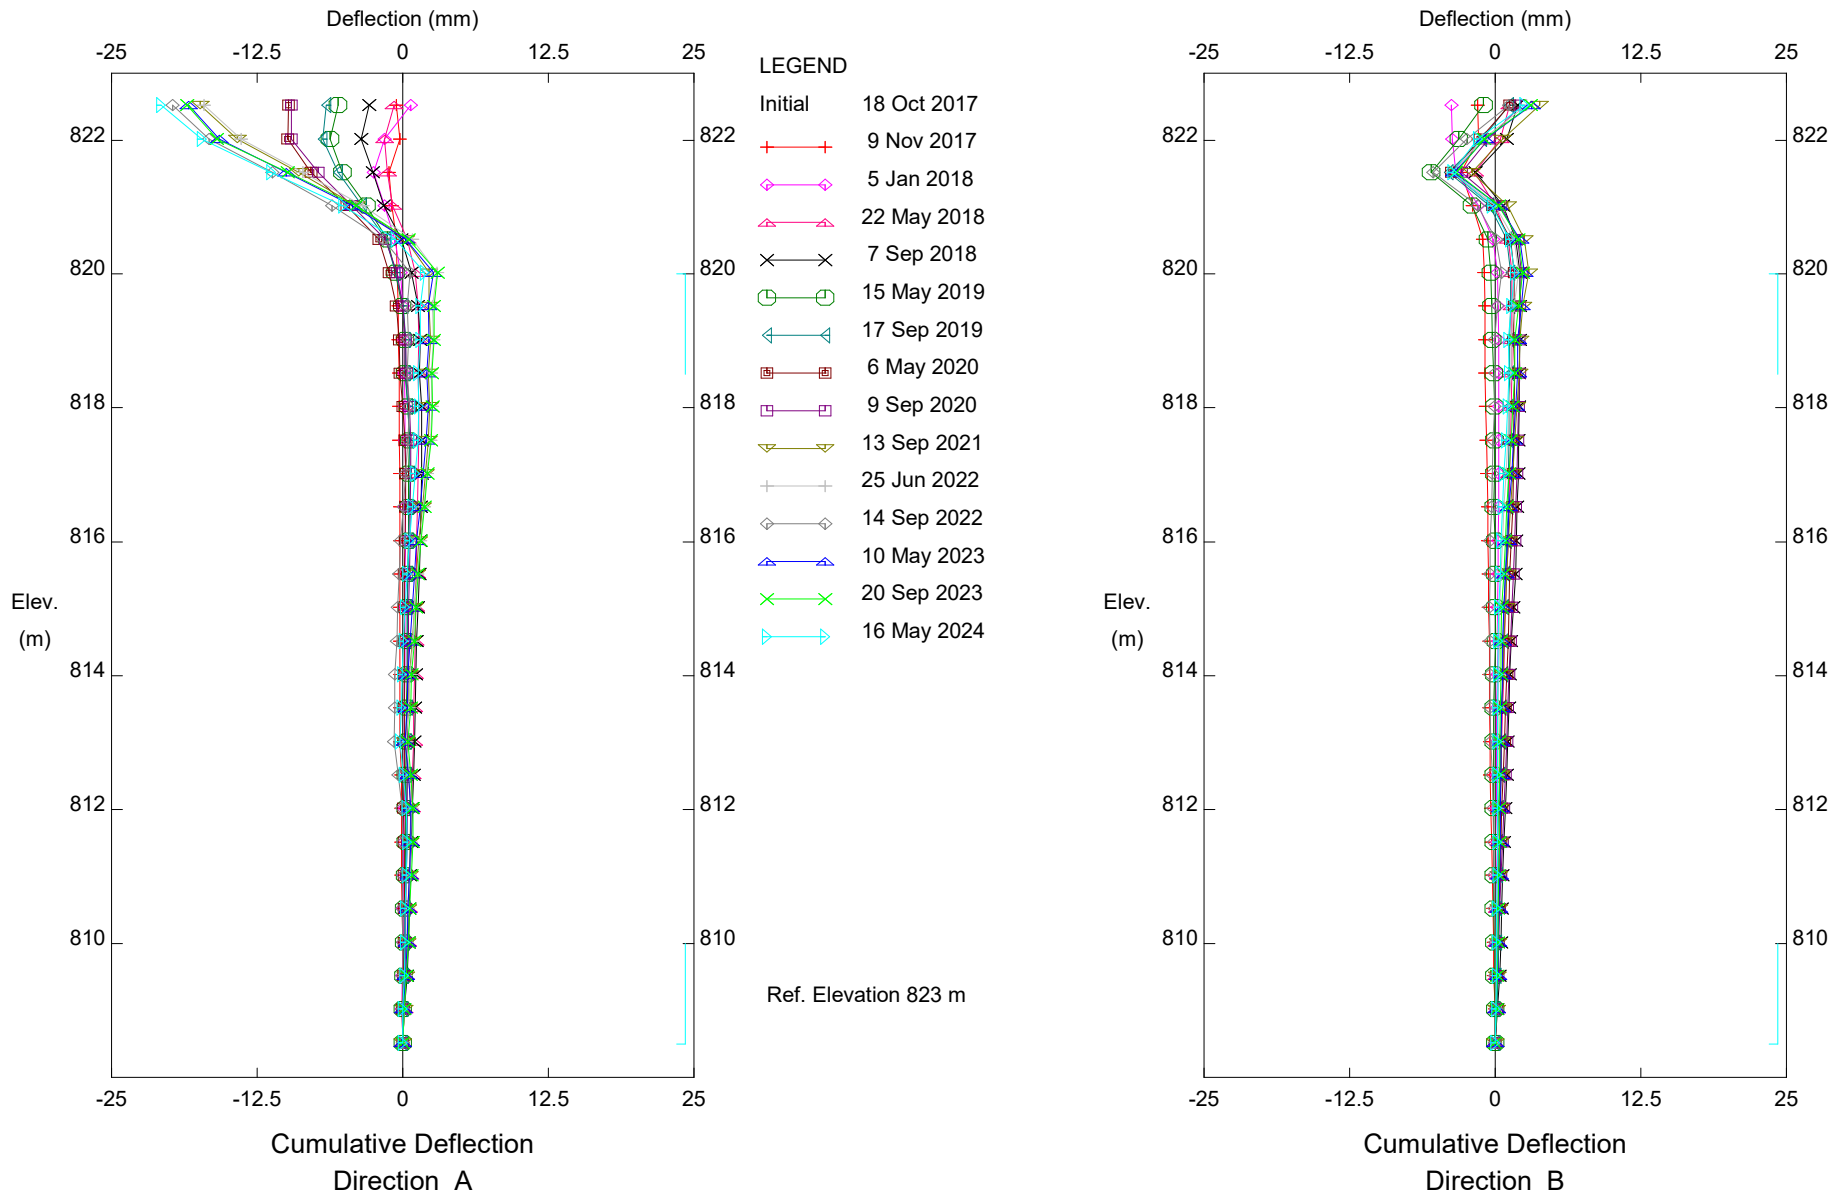 Deflection (mm)
-25 -12.5 0 12.5 25
822 822
820 820
818 818
816 816
814 814
812 812
810 810
Elev.
(m)
-25 -12.5 0 12.5 25
Cumulative Deflection
Direction A
LEGEND
Initial 18 Oct 2017
9 Nov 2017
5 Jan 2018
22 May 2018
7 Sep 2018
15 May 2019
17 Sep 2019
6 May 2020
9 Sep 2020
13 Sep 2021
25 Jun 2022
14 Sep 2022
10 May 2023
20 Sep 2023
16 May 2024
Ref. Elevation 823 m
Deflection (mm)
-25 -12.5 0 12.5 25
822 822
820 820
818 818
816 816
814 814
812 812
810 810
Elev.
(m)
-25 -12.5 0 12.5 25
Cumulative Deflection
Direction B